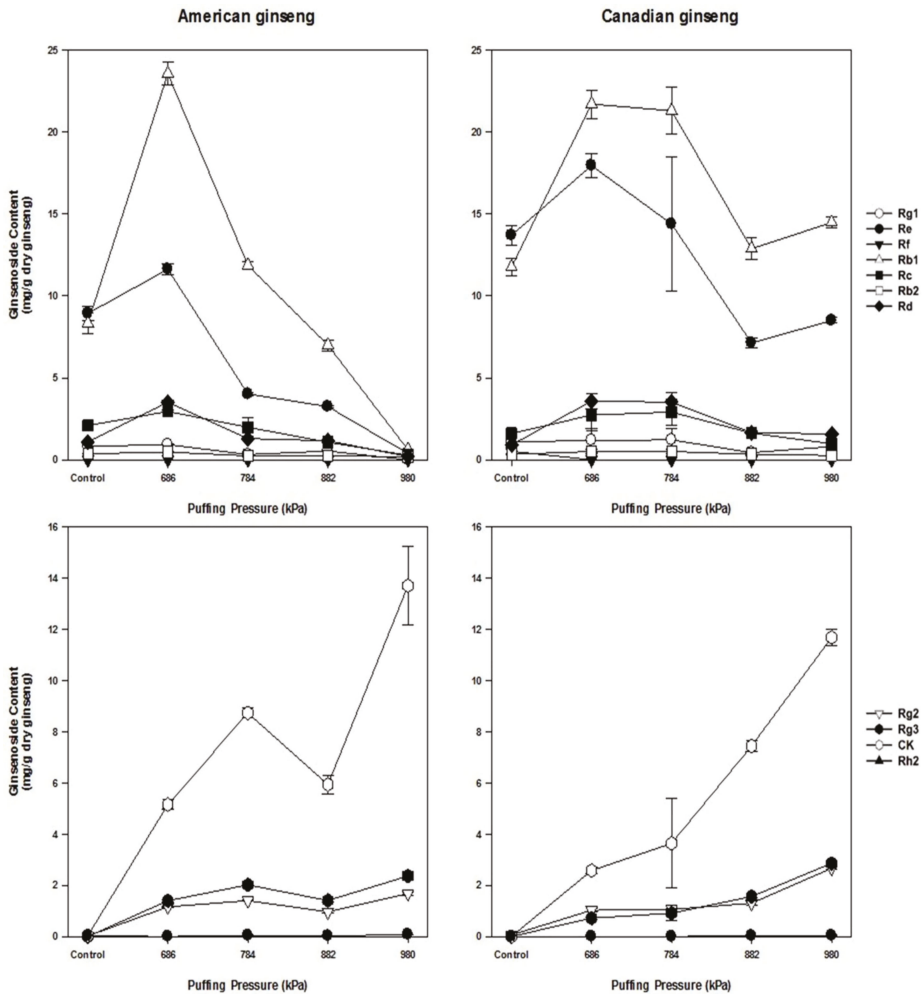 American ginseng
Canadian ginseng
Ginsenoside Content
(mg/g dry ginseng)
25
20
15
10
5
0
Control
686
784
882
980
Puffing Pressure (kPa)
25
20
15
10
5
0
Control
686
784
882
980
Puffing Pressure (kPa)
Rg1
Re
Rf
Rb1
Rc
Rb2
Rd
Ginsenoside Content
(mg/g dry ginseng)
16
14
12
10
8
6
4
2
0
Control
686
784
882
980
Puffing Pressure (kPa)
16
14
12
10
8
6
4
2
0
Control
686
784
882
980
Puffing Pressure (kPa)
Rg2
Rg3
CK
Rh2